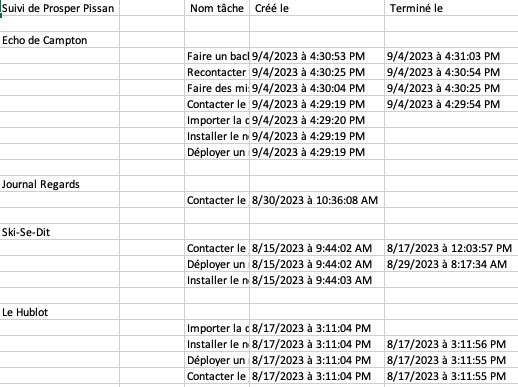 Suivi de Prosper Pissan Nom tâche Créé le Terminé le
Echo de Campton
Faire un bac 9/4/2023 à 4:30:53 PM 9/4/2023 à 4:31:03 PM
Recontacter 9/4/2023 à 4:30:25 PM 9/4/2023 à 4:30:54 PM
Faire des mi 9/4/2023 à 4:30:04 PM 9/4/2023 à 4:30:25 PM
Contacter le 9/4/2023 à 4:29:19 PM 9/4/2023 à 4:29:54 PM
Importer la 9/4/2023 à 4:29:20 PM
Installer le 9/4/2023 à 4:29:19 PM
Déployer un 9/4/2023 à 4:29:19 PM
Journal Regards
Contacter le 8/30/2023 à 10:36:08 AM
Ski-Se-Dit
Contacter le 8/15/2023 à 9:44:02 AM 8/17/2023 à 12:03:57 PM
Déployer un 8/15/2023 à 9:44:02 AM 8/29/2023 à 8:17:34 AM
Installer le 8/15/2023 à 9:44:03 AM
Le Hublot
Importer la 8/17/2023 à 3:11:04 PM
Installer le 8/17/2023 à 3:11:04 PM 8/17/2023 à 3:11:56 PM
Déployer un 8/17/2023 à 3:11:04 PM 8/17/2023 à 3:11:55 PM
Contacter le 8/17/2023 à 3:11:04 PM 8/17/2023 à 3:11:55 PM